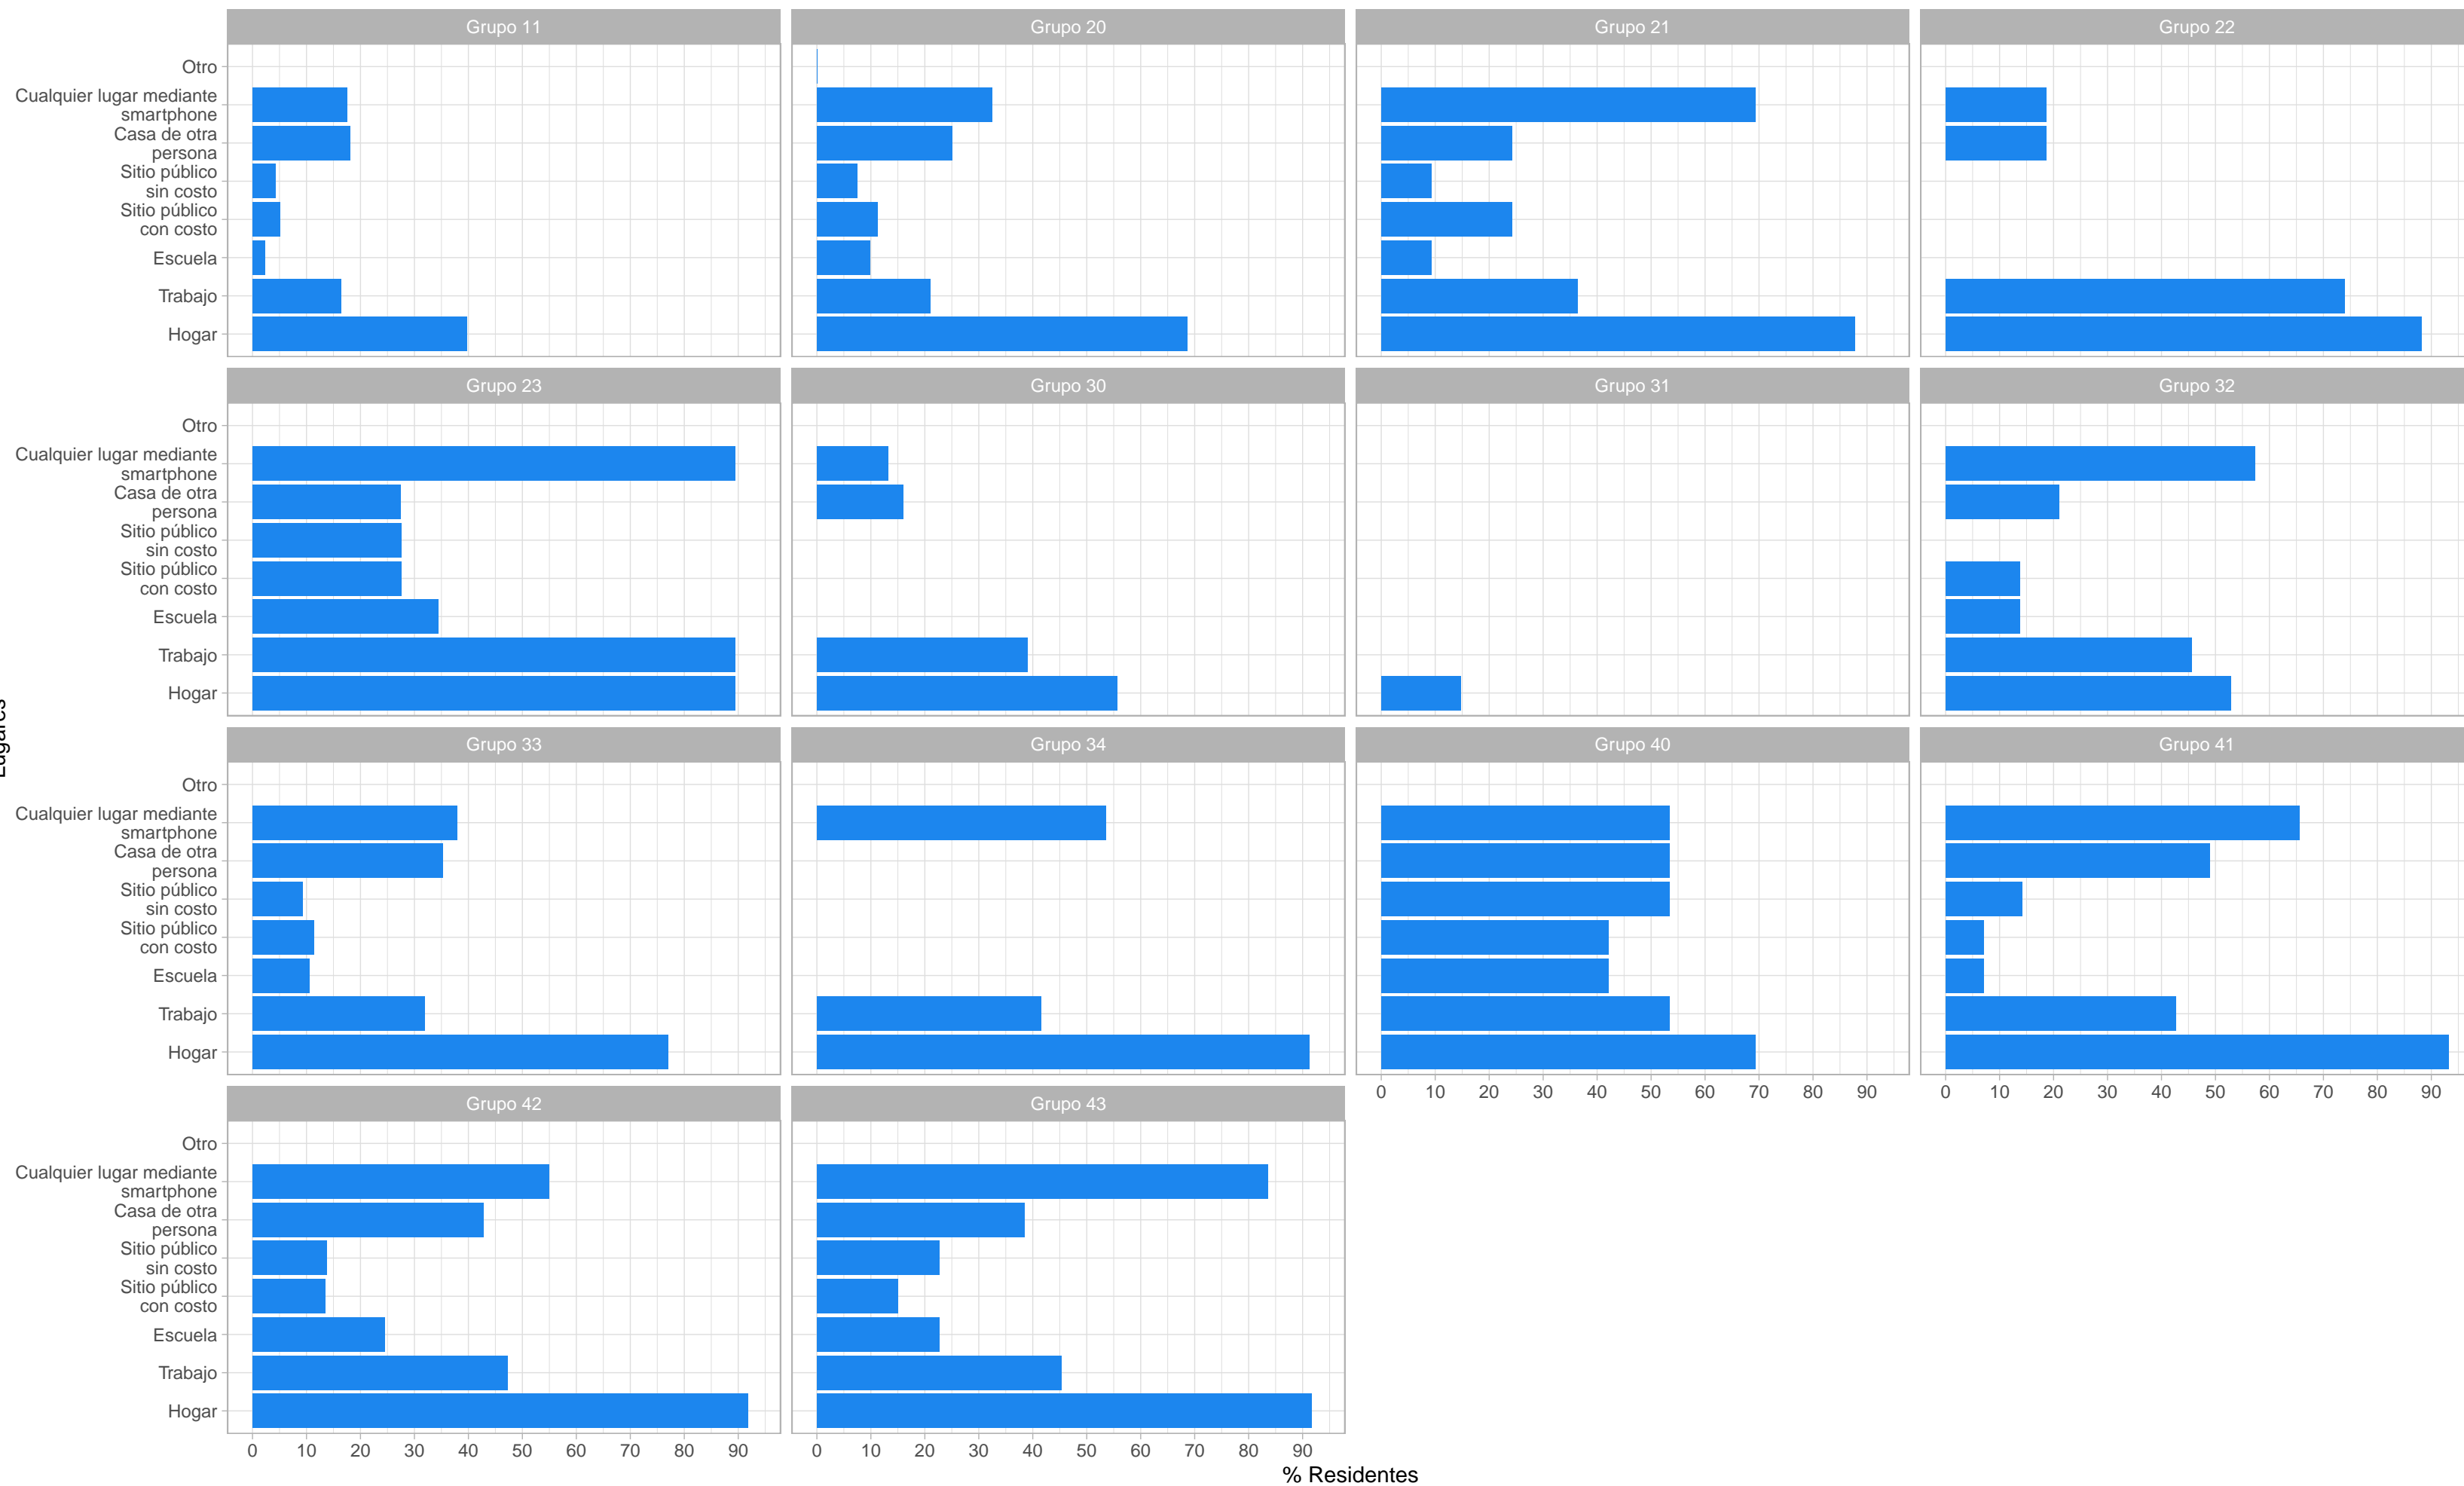 Grupo 11
Grupo 20
Grupo 21
Grupo 22
Otro
Cualquier lugar mediante
smartphone
Casa de otra
persona
Sitio público
sin costo
Sitio público
con costo
Escuela
Trabajo
Hogar
Grupo 23
Grupo 30
Grupo 31
Grupo 32
Otro
Cualquier lugar mediante
smartphone
Casa de otra
persona
Sitio público
sin costo
Sitio público
con costo
Escuela
Trabajo
Hogar
Lugares
Grupo 33
Grupo 34
Grupo 40
Grupo 41
Otro
Cualquier lugar mediante
smartphone
Casa de otra
persona
Sitio público
sin costo
Sitio público
con costo
Escuela
Trabajo
Hogar
0 10 20 30 40 50 60 70 80 90
0 10 20 30 40 50 60 70 80 90
Grupo 42
Grupo 43
Otro
Cualquier lugar mediante
smartphone
Casa de otra
persona
Sitio público
sin costo
Sitio público
con costo
Escuela
Trabajo
Hogar
0 10 20 30 40 50 60 70 80 90
0 10 20 30 40 50 60 70 80 90
% Residentes